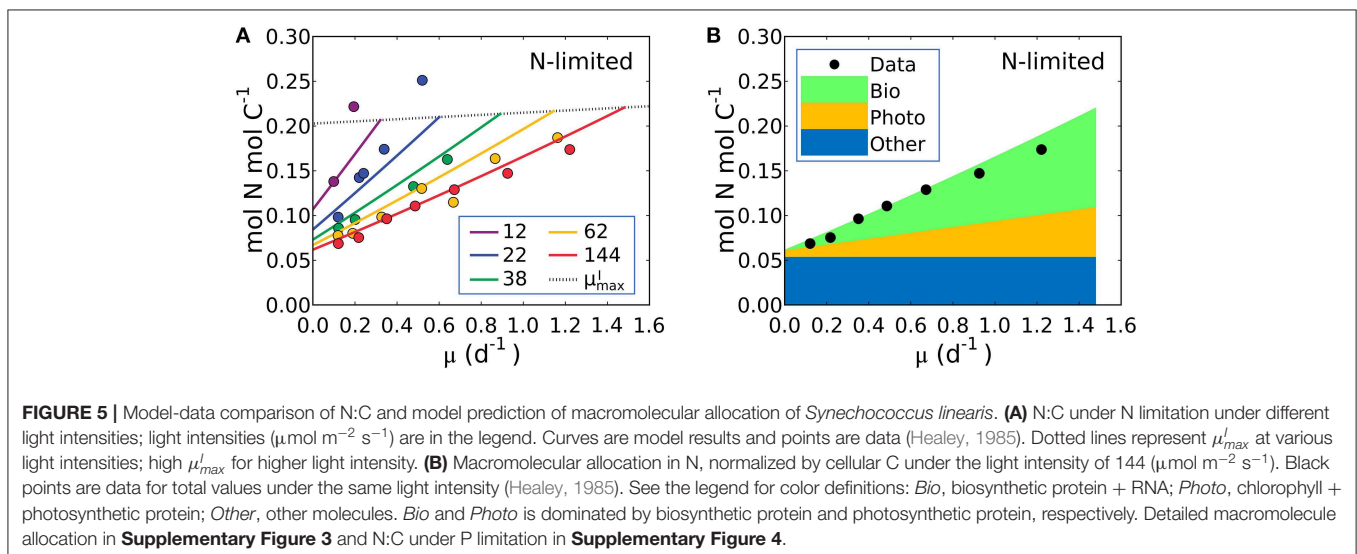 A
B
0.30
0.25
0.20
0.15
0.10
0.05
0.00
mol N mol C⁻¹
N-limited
12
22
38
62
144
μᴵmax
0.0 0.2 0.4 0.6 0.8 1.0 1.2 1.4 1.6
μ (d⁻¹)
0.30
0.25
0.20
0.15
0.10
0.05
0.00
mol N mol C⁻¹
N-limited
Data
Bio
Photo
Other
0.0 0.2 0.4 0.6 0.8 1.0 1.2 1.4 1.6
μ (d⁻¹)
FIGURE 5 | Model-data comparison of N:C and model prediction of macromolecular allocation of Synechococcus linearis. (A) N:C under N limitation under different
light intensities; light intensities (μmol m⁻² s⁻¹) are in the legend. Curves are model results and points are data (Healey, 1985). Dotted lines represent μᴵmax at various
light intensities; high μᴵmax for higher light intensity. (B) Macromolecular allocation in N, normalized by cellular C under the light intensity of 144 (μmol m⁻² s⁻¹). Black
points are data for total values under the same light intensity (Healey, 1985). See the legend for color definitions: Bio, biosynthetic protein + RNA; Photo, chlorophyll +
photosynthetic protein; Other, other molecules. Bio and Photo is dominated by biosynthetic protein and photosynthetic protein, respectively. Detailed macromolecule
allocation in Supplementary Figure 3 and N:C under P limitation in Supplementary Figure 4.